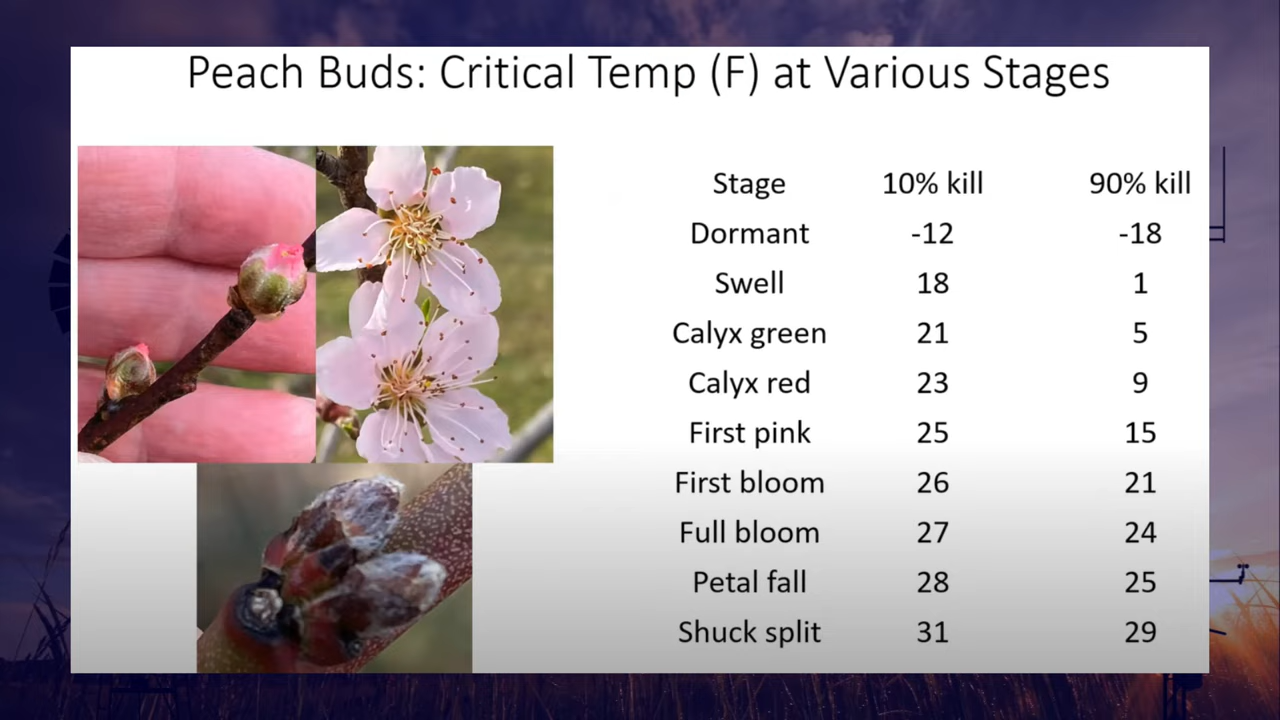 Peach Buds: Critical Temp (F) at Various Stages
Stage 10% kill 90% kill
Dormant -12 -18
Swell 18 1
Calyx green 21 5
Calyx red 23 9
First pink 25 15
First bloom 26 21
Full bloom 27 24
Petal fall 28 25
Shuck split 31 29